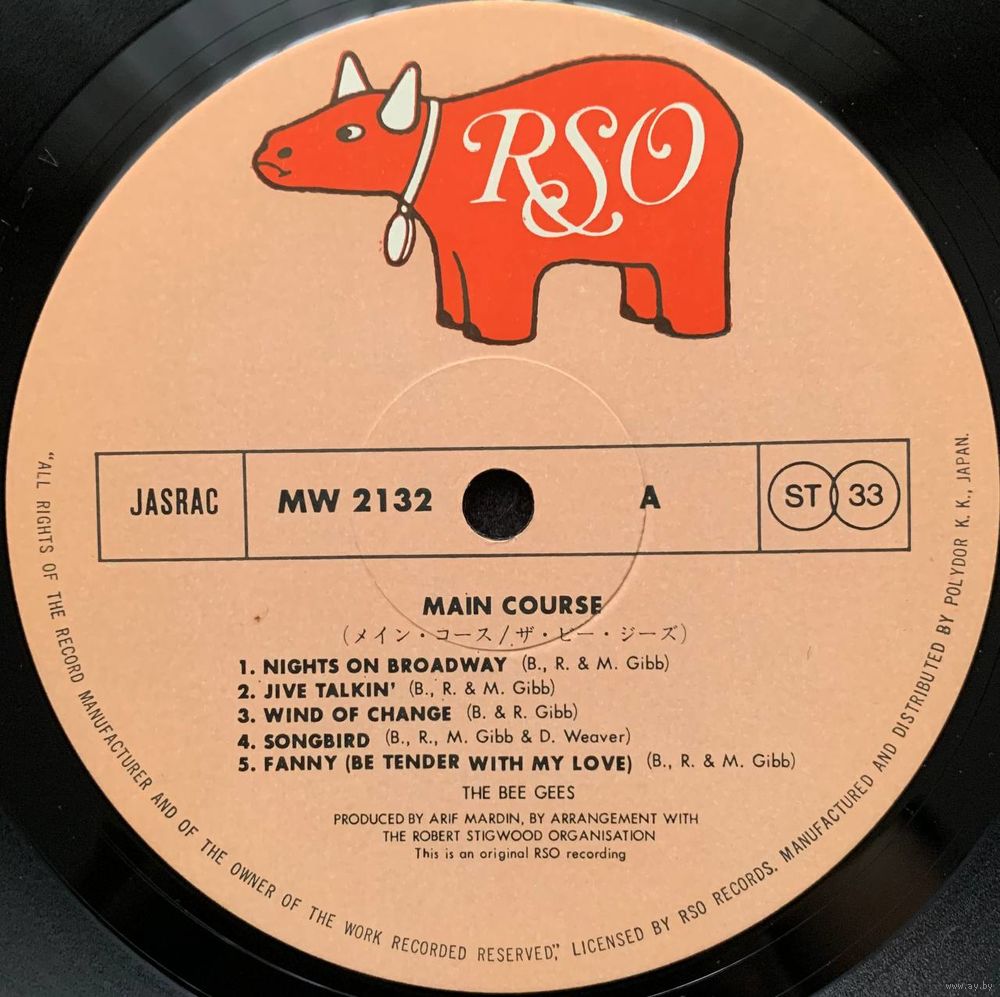 RSO
JASRAC
MW 2132
A
ST 33
MAIN COURSE
(メイン・コース/ザ・ビー・ジーズ)
1. NIGHTS ON BROADWAY (B., R. & M. Gibb)
2. JIVE TALKIN' (B., R. & M. Gibb)
3. WIND OF CHANGE (B. & R. Gibb)
4. SONGBIRD (B., R., M. Gibb & D. Weaver)
5. FANNY (BE TENDER WITH MY LOVE) (B., R. & M. Gibb)
THE BEE GEES
PRODUCED BY ARIF MARDIN, BY ARRANGEMENT WITH
THE ROBERT STIGWOOD ORGANISATION
This is an original RSO recording
"ALL RIGHTS OF THE RECORD MANUFACTURER AND OF THE OWNER OF THE WORK RECORDED RESERVED," LICENSED BY RSO RECORDS. MANUFACTURED AND DISTRIBUTED BY POLYDOR K. K., JAPAN.
www.ay.by